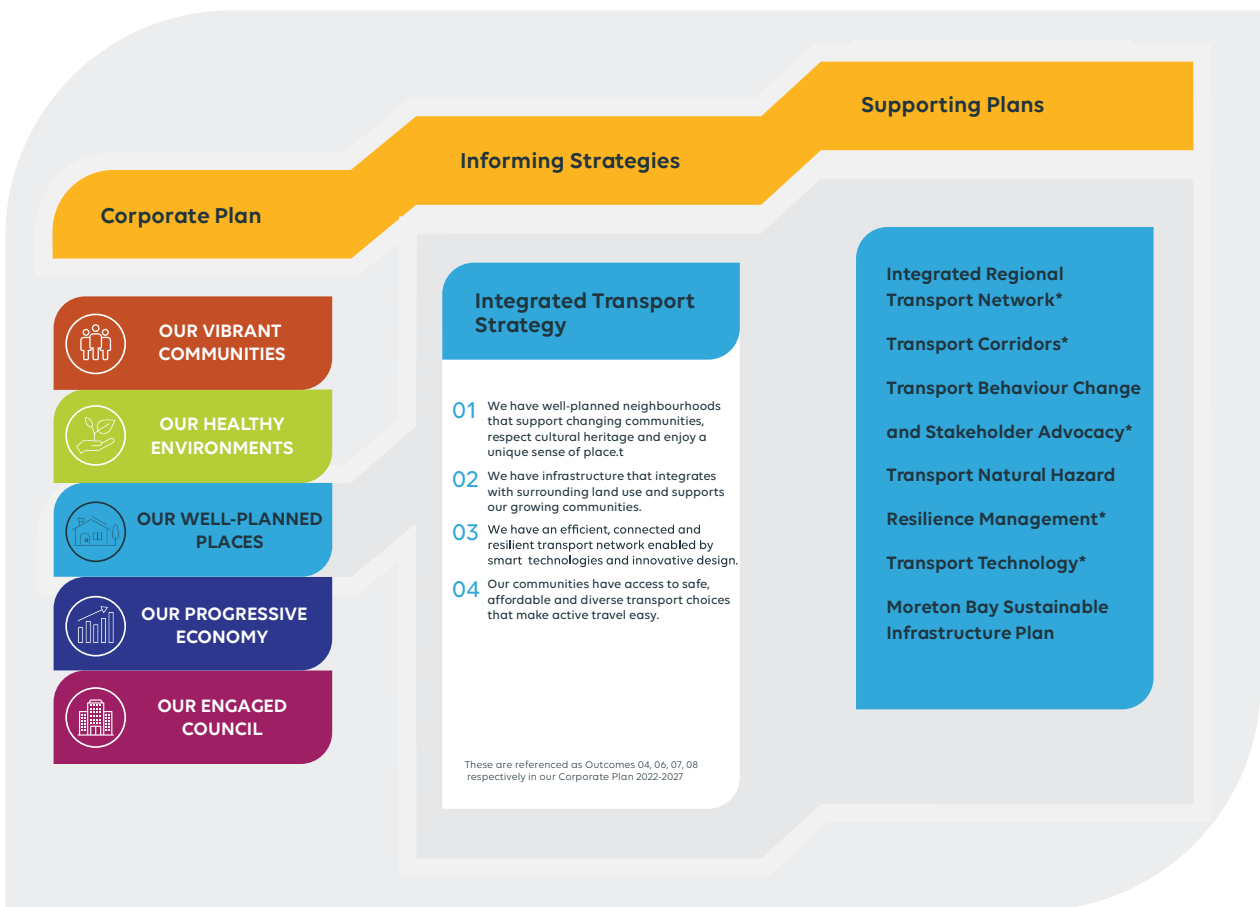 Supporting Plans
Informing Strategies
Corporate Plan
OUR VIBRANT
COMMUNITIES
OUR HEALTHY
ENVIRONMENTS
OUR WELL-PLANNED
PLACES
OUR PROGRESSIVE
ECONOMY
OUR ENGAGED
COUNCIL
Integrated Transport
Strategy
01 We have well-planned neighbourhoods
that support changing communities,
respect cultural heritage and enjoy a
unique sense of place.t
02 We have infrastructure that integrates
with surrounding land use and supports
our growing communities.
03 We have an efficient, connected and
resilient transport network enabled by
smart technologies and innovative design.
04 Our communities have access to safe,
affordable and diverse transport choices
that make active travel easy.
These are referenced as Outcomes 04, 06, 07, 08
respectively in our Corporate Plan 2022-2027
Integrated Regional
Transport Network*
Transport Corridors*
Transport Behaviour Change
and Stakeholder Advocacy*
Transport Natural Hazard
Resilience Management*
Transport Technology*
Moreton Bay Sustainable
Infrastructure Plan